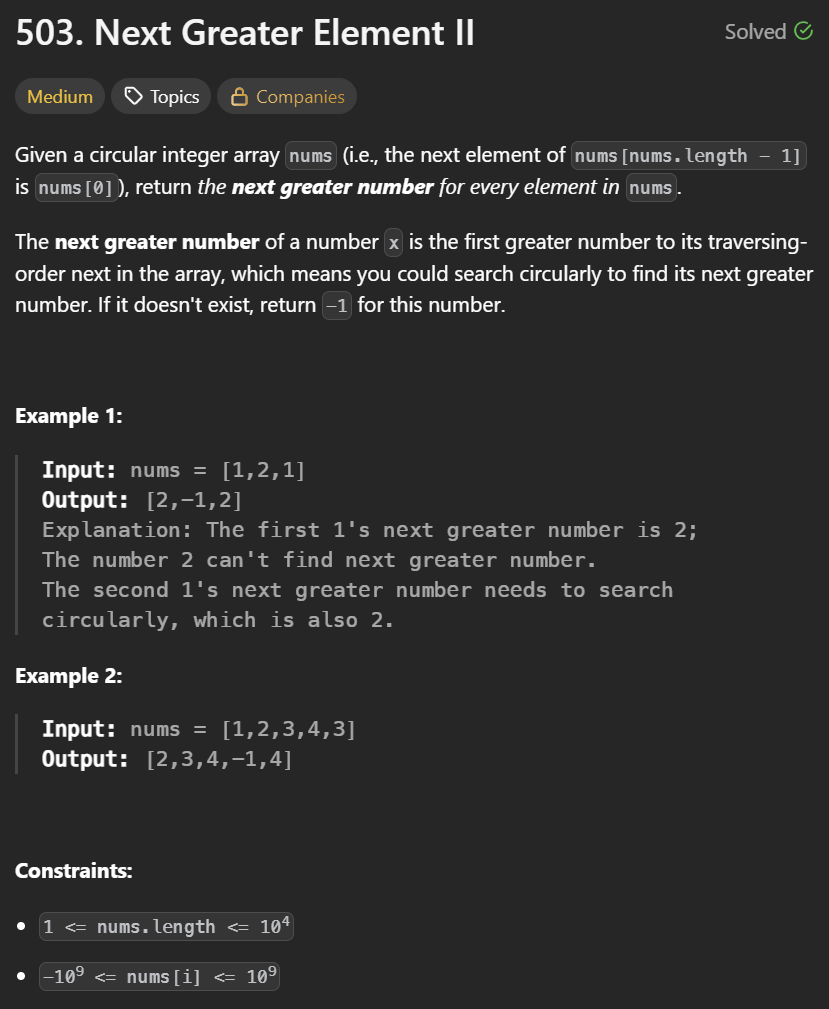 503. Next Greater Element II
Solved
Medium
Topics
Companies
Given a circular integer array nums (i.e., the next element of nums[nums.length - 1]
is nums[0]), return the next greater number for every element in nums.
The next greater number of a number x is the first greater number to its traversing-
order next in the array, which means you could search circularly to find its next greater
number. If it doesn't exist, return -1 for this number.
Example 1:
Input: nums = [1,2,1]
Output: [2,-1,2]
Explanation: The first 1's next greater number is 2;
The number 2 can't find next greater number.
The second 1's next greater number needs to search
circularly, which is also 2.
Example 2:
Input: nums = [1,2,3,4,3]
Output: [2,3,4,-1,4]
Constraints:
• 1 <= nums.length <= 10⁴
• -10⁹ <= nums[i] <= 10⁹